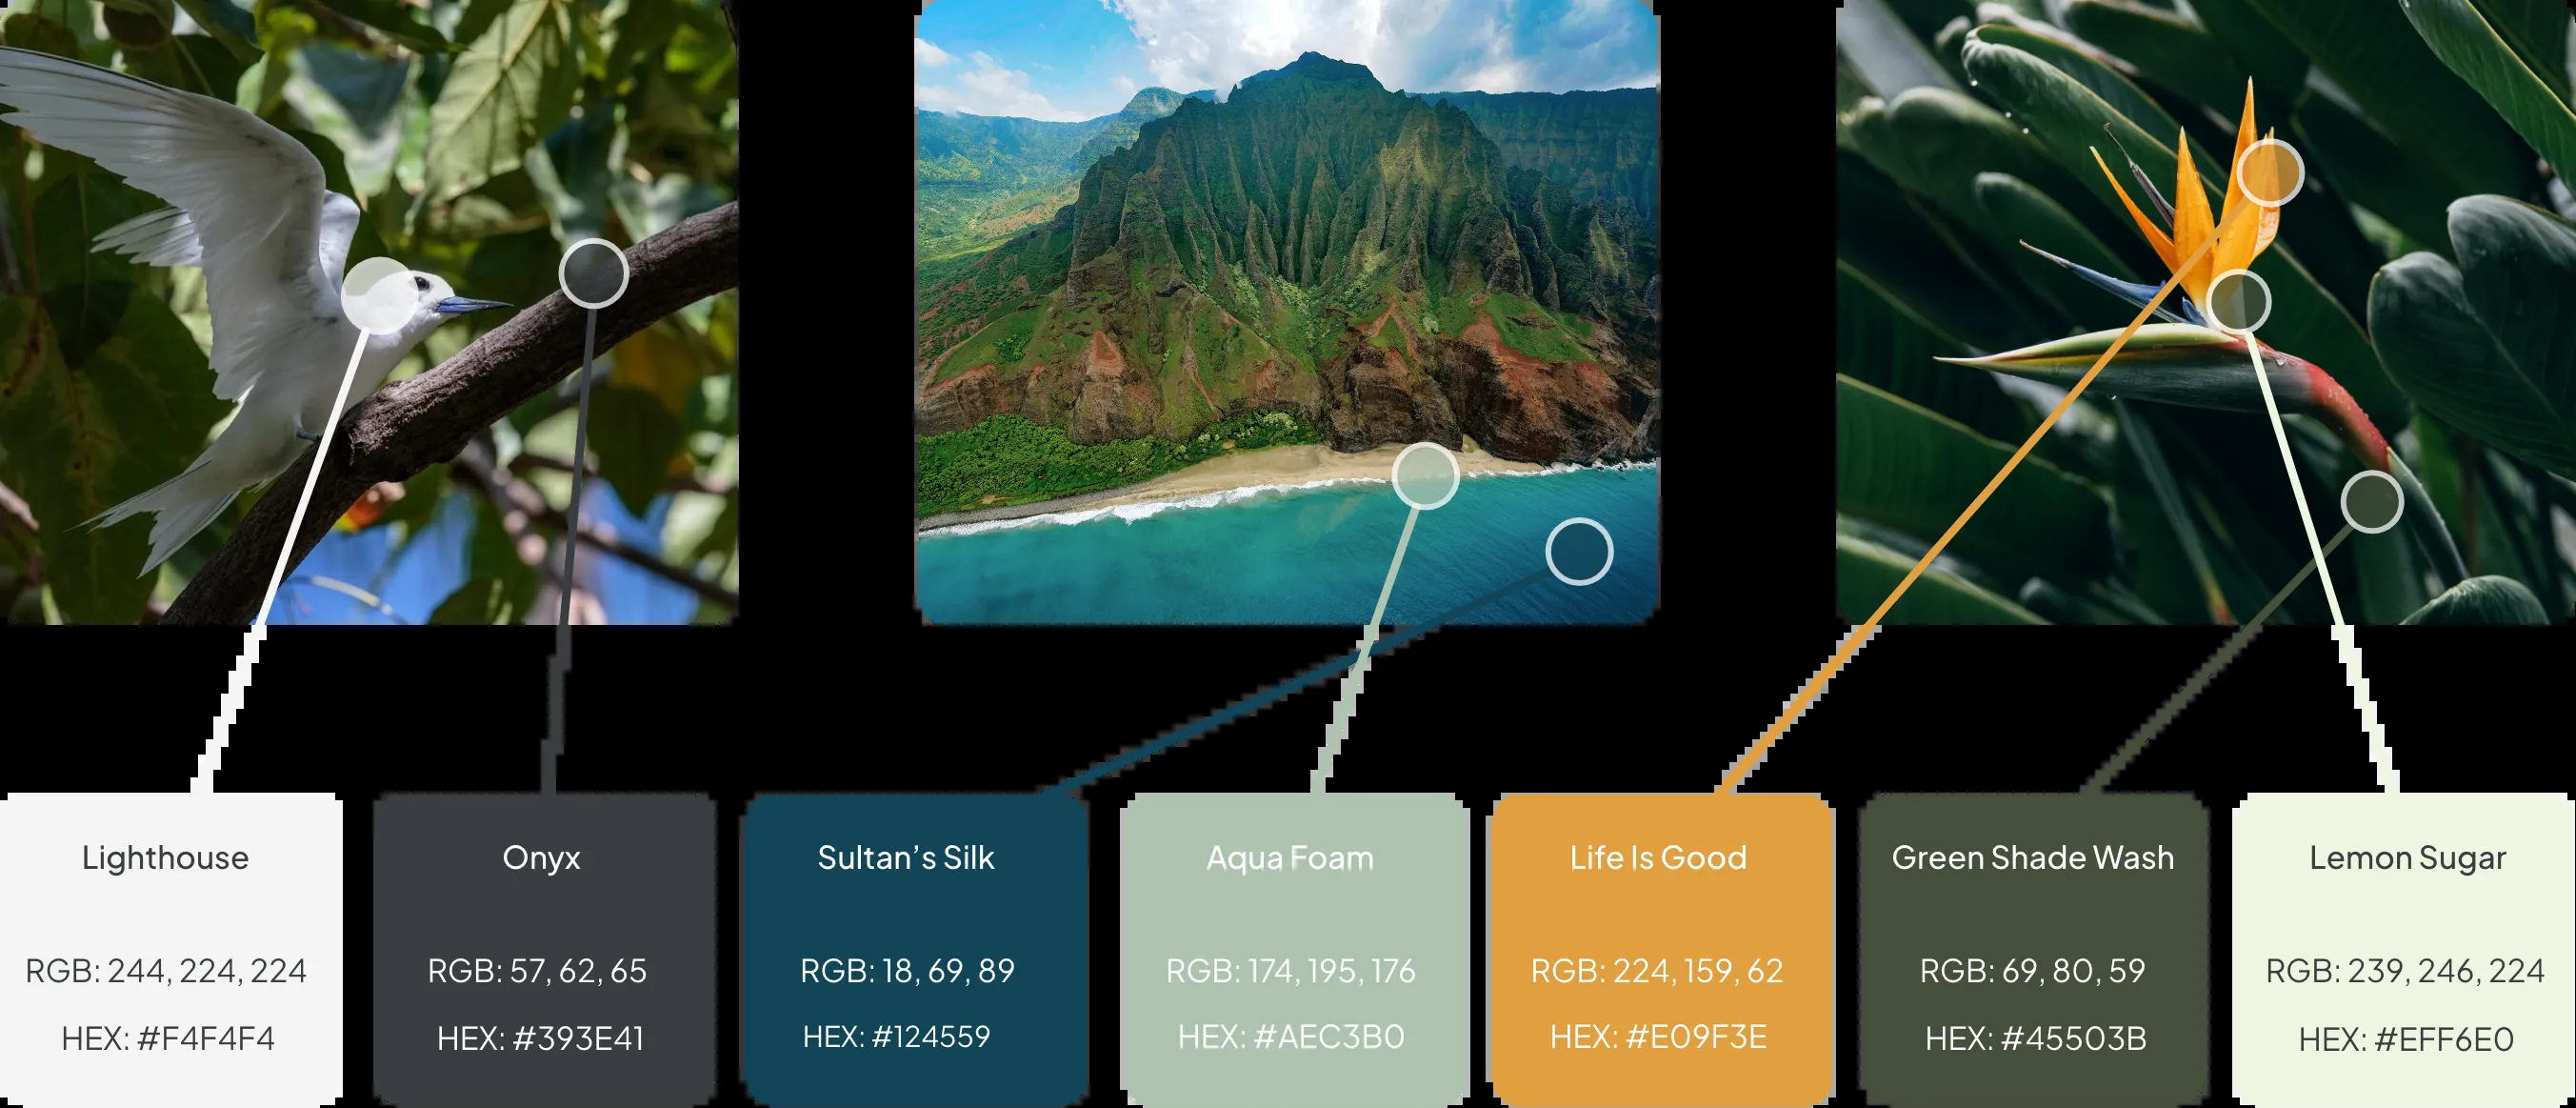 Lighthouse
RGB: 244, 224, 224
HEX: #F4F4F4
Onyx
RGB: 57, 62, 65
HEX: #393E41
Sultan’s Silk
RGB: 18, 69, 89
HEX: #124559
Aqua Foam
RGB: 174, 195, 176
HEX: #AEC3B0
Life Is Good
RGB: 224, 159, 62
HEX: #E09F3E
Green Shade Wash
RGB: 69, 80, 59
HEX: #45503B
Lemon Sugar
RGB: 239, 246, 224
HEX: #EFF6E0